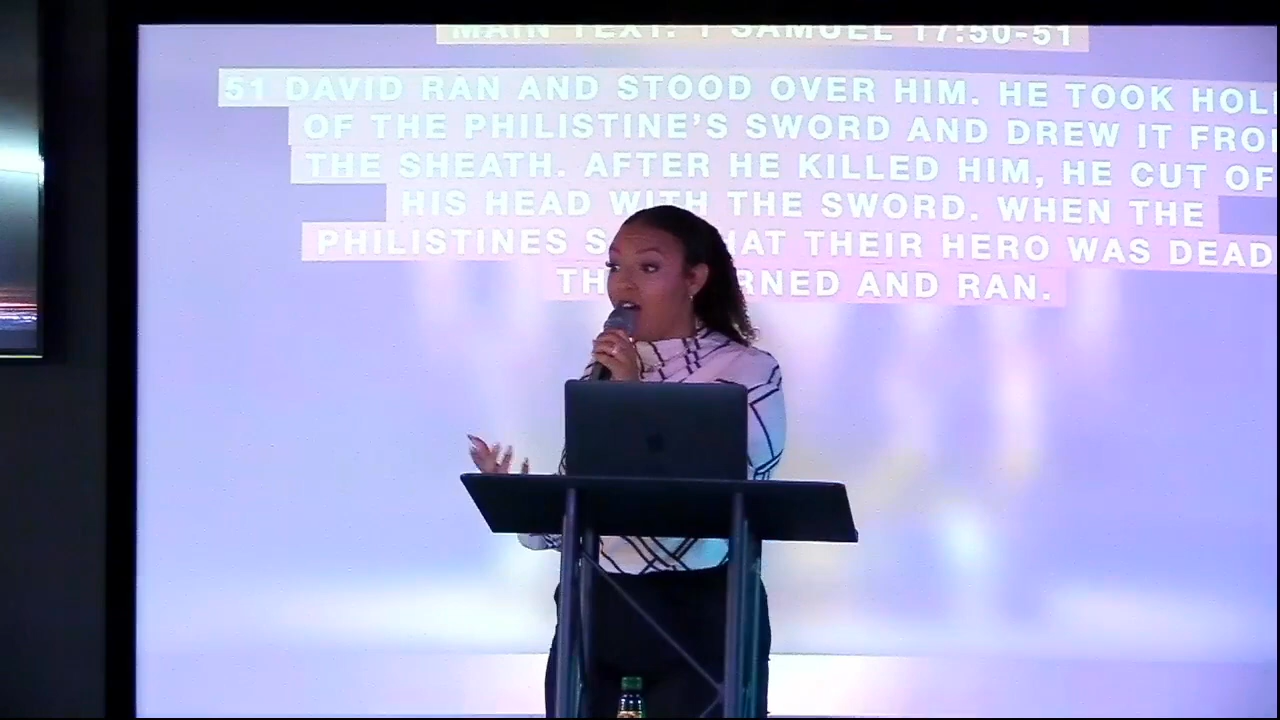 MAIN TEXT: 1 SAMUEL 17:50-51
51 DAVID RAN AND STOOD OVER HIM. HE TOOK
OF THE PHILISTINE'S SWORD AND DREW IT
THE SHEATH. AFTER HE KILLED HIM, HE CUT
HIS HEAD WITH THE SWORD. WHEN THE
PHILISTINES THEIR HERO WAS DEAD
AND RAN.